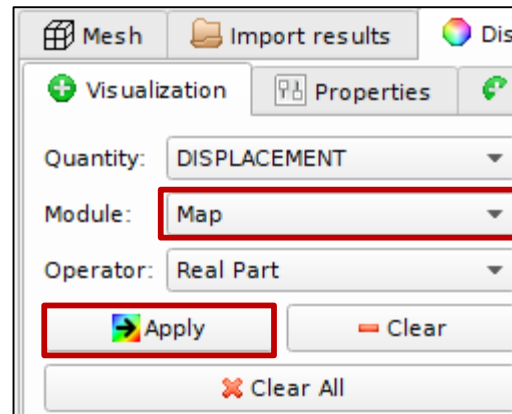 Mesh Import results Dis
Visualization Properties
Quantity: DISPLACEMENT
Module: Map
Operator: Real Part
Apply Clear
Clear All